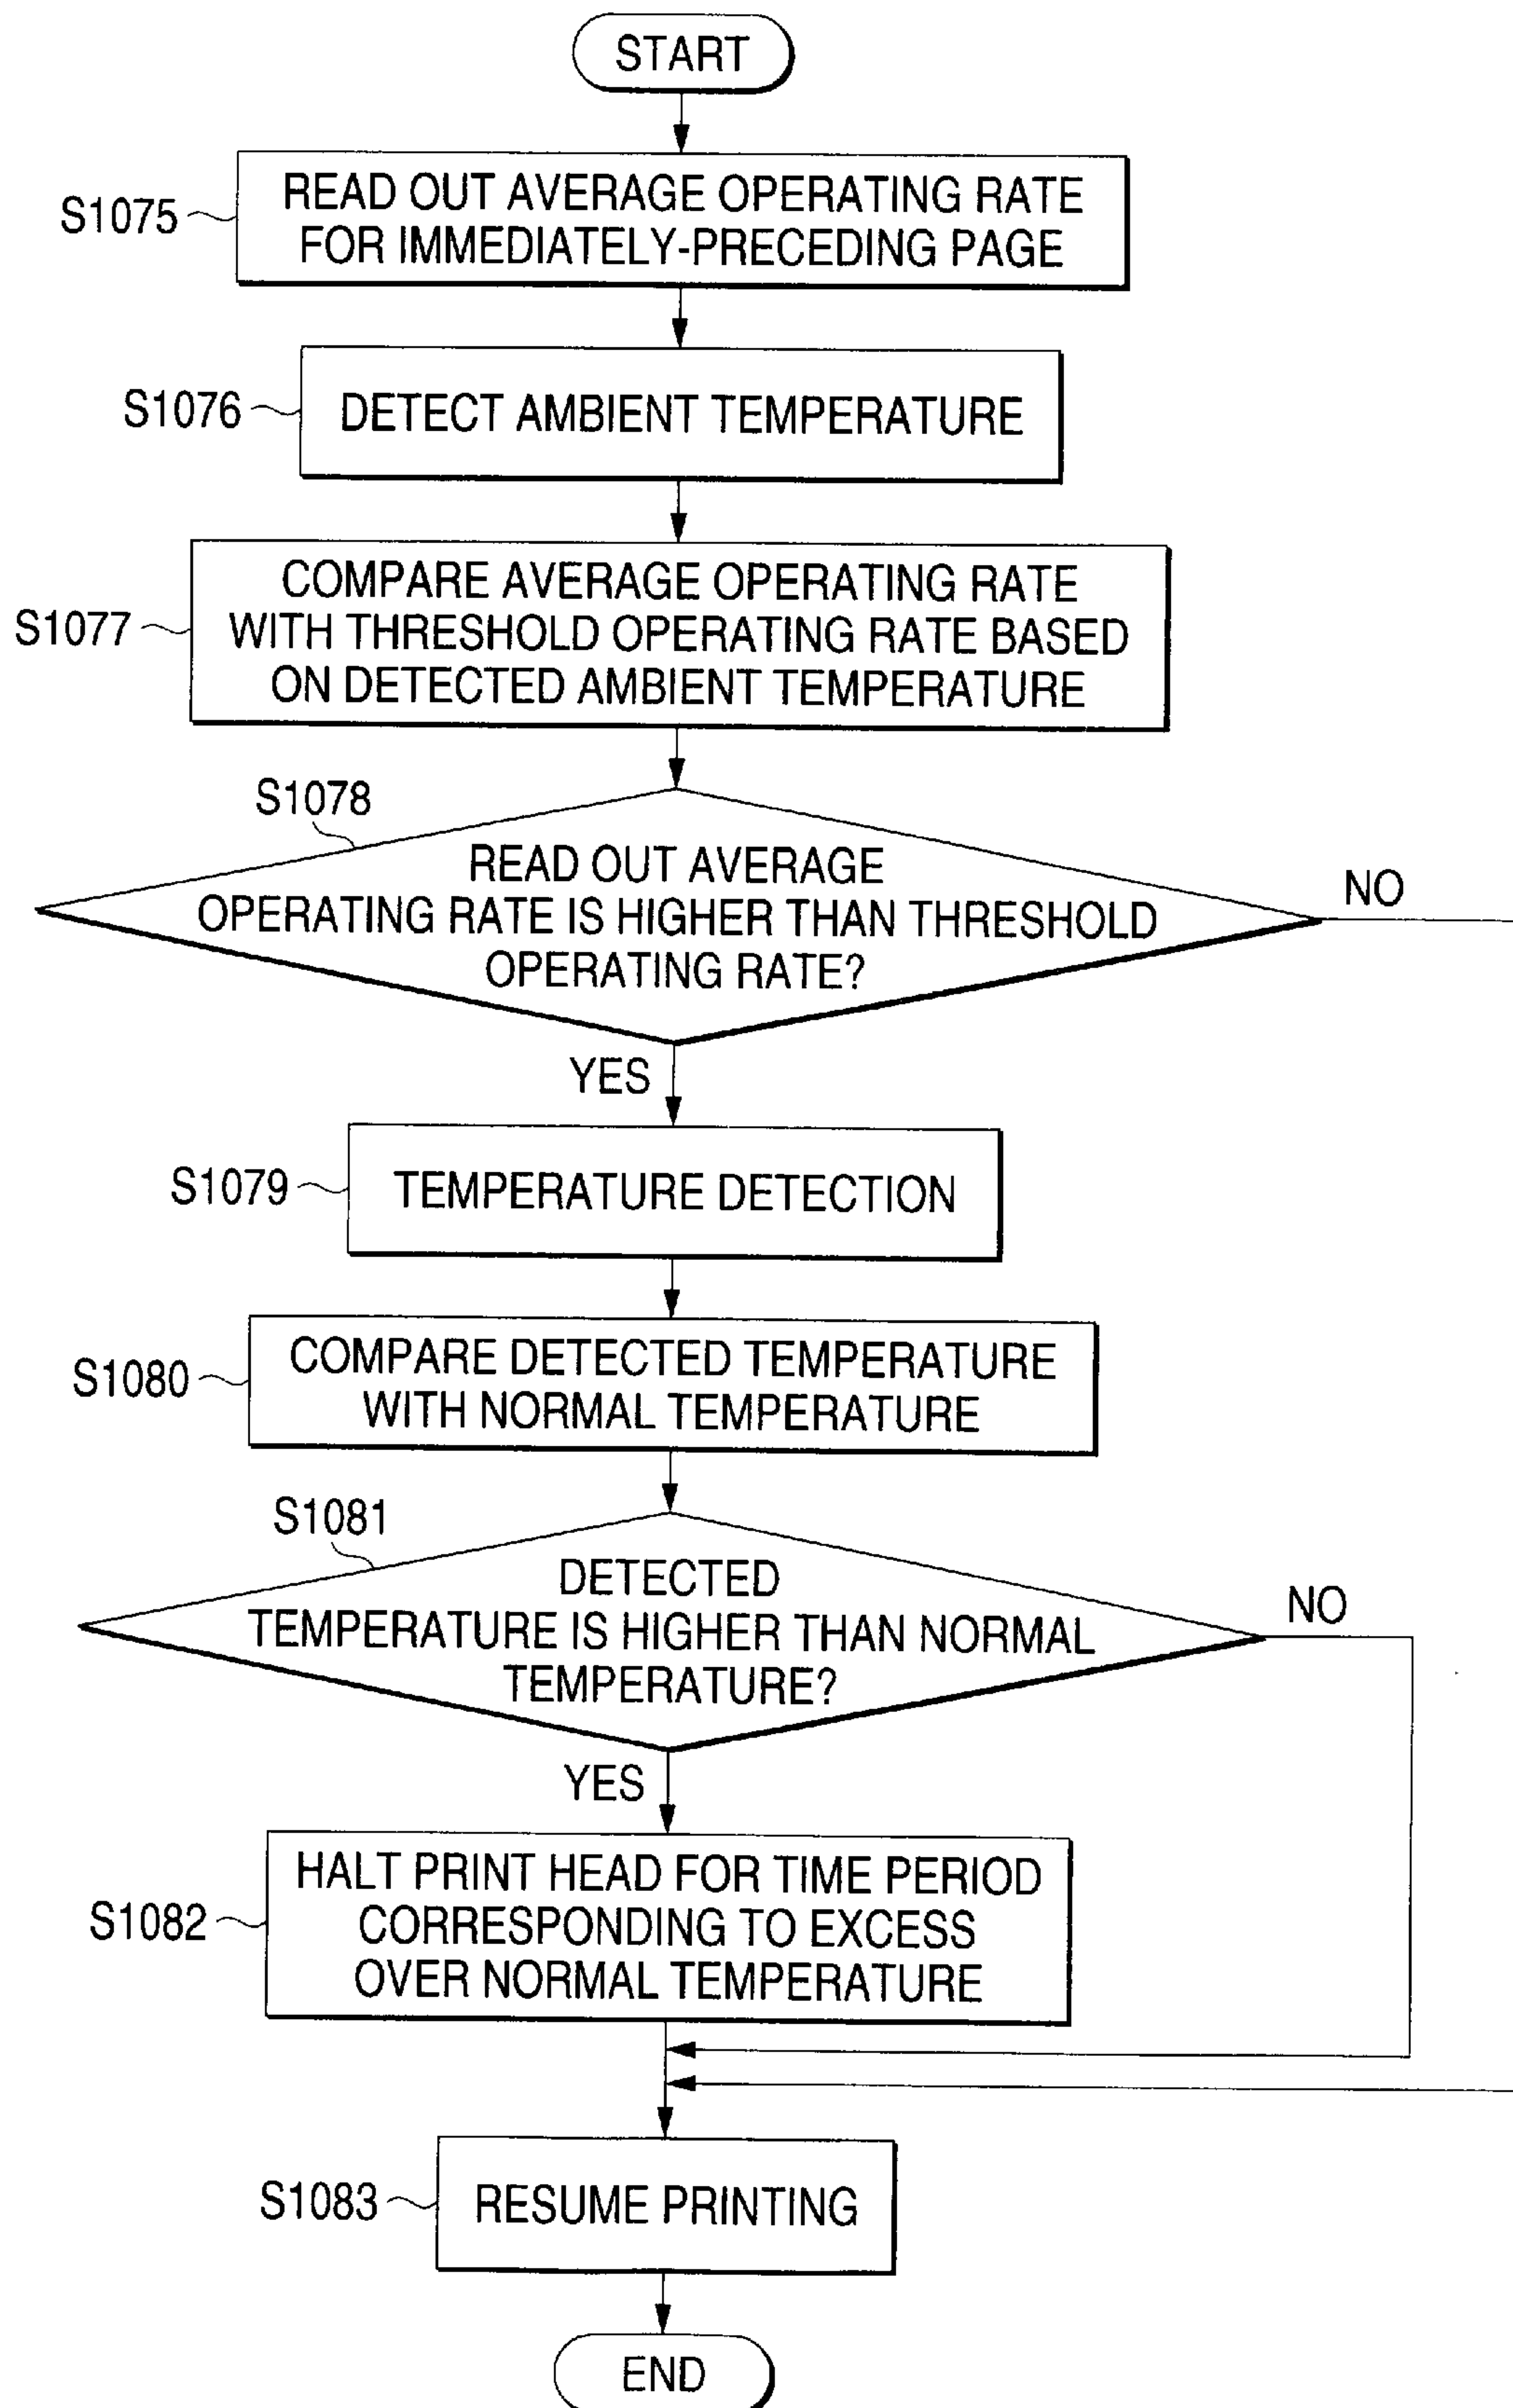 START
S1075
READ OUT AVERAGE OPERATING RATE
FOR IMMEDIATELY-PRECEDING PAGE
S1076
DETECT AMBIENT TEMPERATURE
S1077
COMPARE AVERAGE OPERATING RATE
WITH THRESHOLD OPERATING RATE BASED
ON DETECTED AMBIENT TEMPERATURE
S1078
READ OUT AVERAGE
OPERATING RATE IS HIGHER THAN THRESHOLD
OPERATING RATE?
NO
YES
S1079
TEMPERATURE DETECTION
S1080
COMPARE DETECTED TEMPERATURE
WITH NORMAL TEMPERATURE
S1081
DETECTED
TEMPERATURE IS HIGHER THAN NORMAL
TEMPERATURE?
NO
YES
S1082
HALT PRINT HEAD FOR TIME PERIOD
CORRESPONDING TO EXCESS
OVER NORMAL TEMPERATURE
S1083
RESUME PRINTING
END